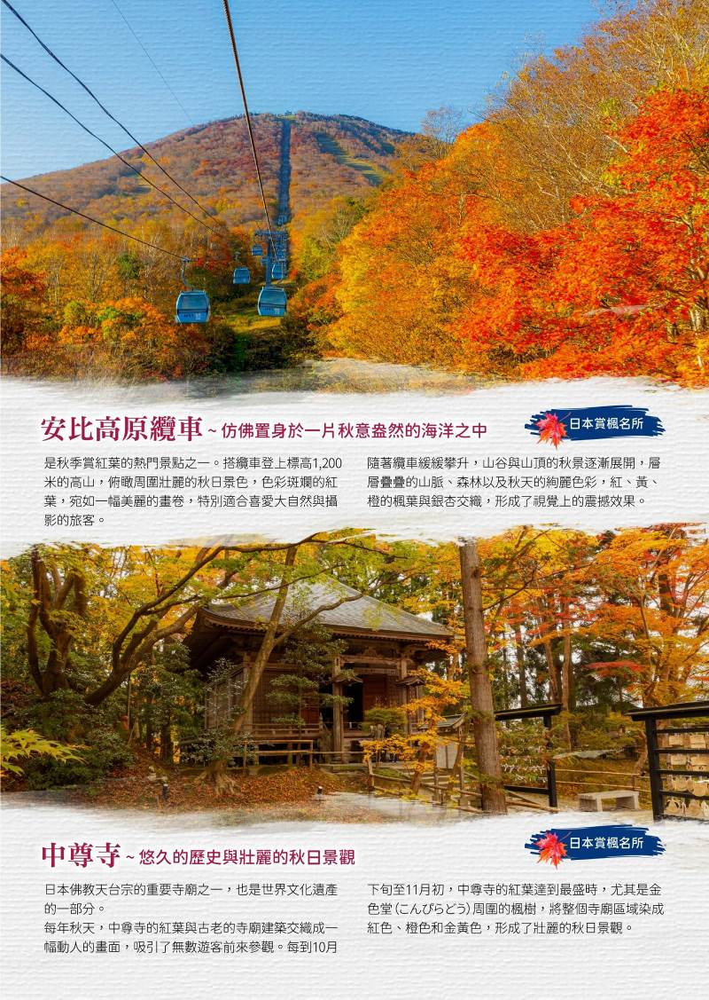 安比高原纜車 ~ 仿佛置身於一片秋意盎然的海洋之中
日本賞楓名所
是秋季賞紅葉的熱門景點之一。搭纜車登上標高1,200
米的高山，俯瞰周圍壯麗的秋日景色，色彩斑斕的紅
葉，宛如一幅美麗的畫卷，特別適合喜愛大自然與攝
影的旅客。
隨著纜車緩緩攀升，山谷與山頂的秋景逐漸展開，層
層疊疊的山脈、森林以及秋天的絢麗色彩，紅、黃、
橙的楓葉與銀杏交織，形成了視覺上的震撼效果。
中尊寺 ~ 悠久的歷史與壯麗的秋日景觀
日本賞楓名所
日本佛教天台宗的重要寺廟之一，也是世界文化遺產
的一部分。
每年秋天，中尊寺的紅葉與古老的寺廟建築交織成一
幅動人的畫面，吸引了無數遊客前來參觀。每到10月
下旬至11月初，中尊寺的紅葉達到最盛時，尤其是金
色堂(こんぴらどう)周圍的楓樹，將整個寺廟區域染成
紅色、橙色和金黃色，形成了壯麗的秋日景觀。